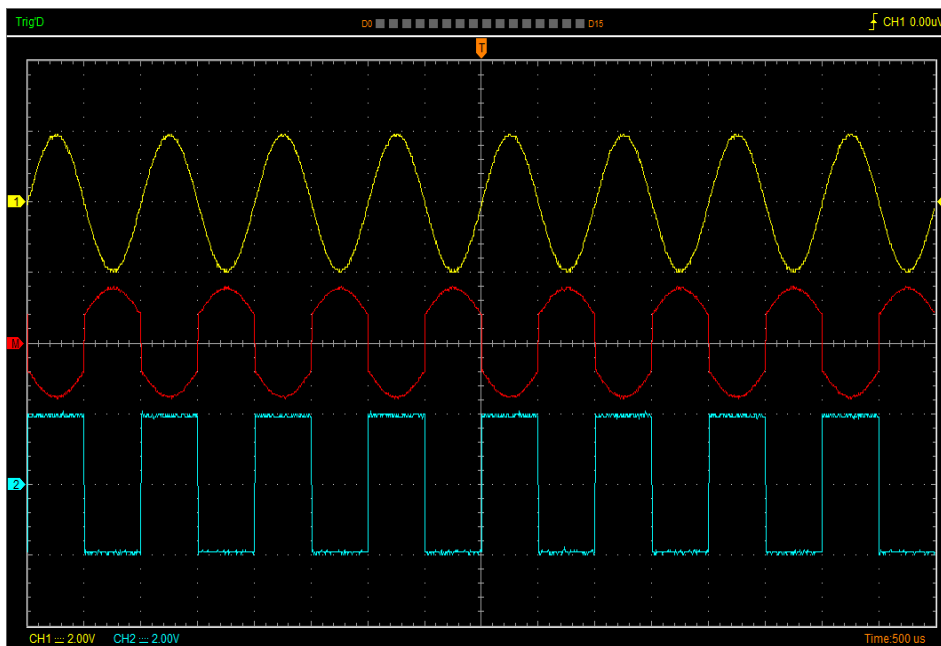 Trig'D D0 D15 CH1 0.00uV
T
1
M
2
CH1 2.00V CH2 2.00V Time:500 us